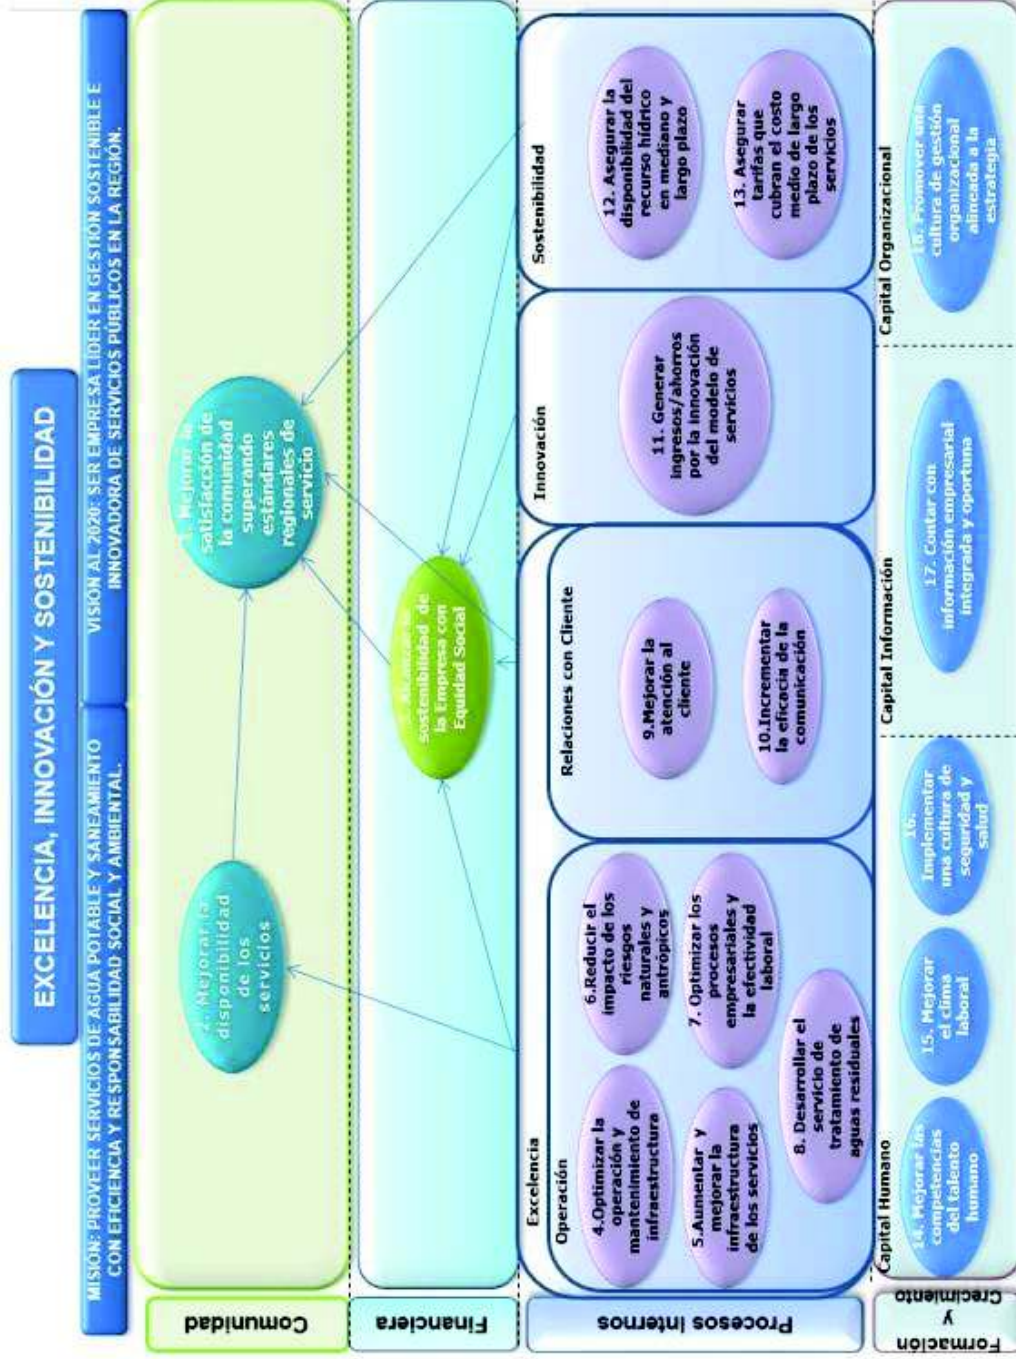 EXCELENCIA, INNOVACIÓN Y SOSTENIBILIDAD
MISIÓN: PROVEER SERVICIOS DE AGUA POTABLE Y SANEAMIENTO
CON EFICIENCIA Y RESPONSABILIDAD SOCIAL Y AMBIENTAL.
VISIÓN AL 2020: SER EMPRESA LÍDER EN GESTIÓN SOSTENIBLE E
INNOVADORA DE SERVICIOS PÚBLICOS EN LA REGIÓN.
Comunidad
2. Mejorar la
disponibilidad
de los
servicios
Mejorar la
satisfacción de
la comunidad
superando
estándares
regionales de
servicio
Financiera
sostenibilidad de
la Empresa con
Equidad Social
Procesos Internos
Excelencia
Operación
4.Optimizar la
operación y
mantenimiento de
infraestructura
5.Aumentar y
mejorar la
infraestructura
de los servicios
6.Reducir el
impacto de los
riesgos
naturales y
antrópicos
7. Optimizar los
procesos
empresariales y
la efectividad
laboral
8. Desarrollar el
servicio de
tratamiento de
aguas residuales
Relaciones con Cliente
9.Mejorar la
atención al
cliente
10.Incrementar
la eficacia de la
comunicación
Innovación
11. Generar
ingresos/ahorros
por la innovación
del modelo de
servicios
Sostenibilidad
12. Asegurar la
disponibilidad del
recurso hídrico
en mediano y
largo plazo
13. Asegurar
tarifas que
cubran el costo
medio de largo
plazo de los
servicios
Formación
y
Crecimiento
Capital Humano
14. Mejorar las
competencias
del talento
humano
15. Mejorar
el clima
laboral
16.
Implementar
una cultura de
seguridad y
salud
Capital Información
17. Contar con
información empresarial
integrada y oportuna
Capital Organizacional
18. Promover una
cultura de gestión
organizacional
alineada a la
estrategia